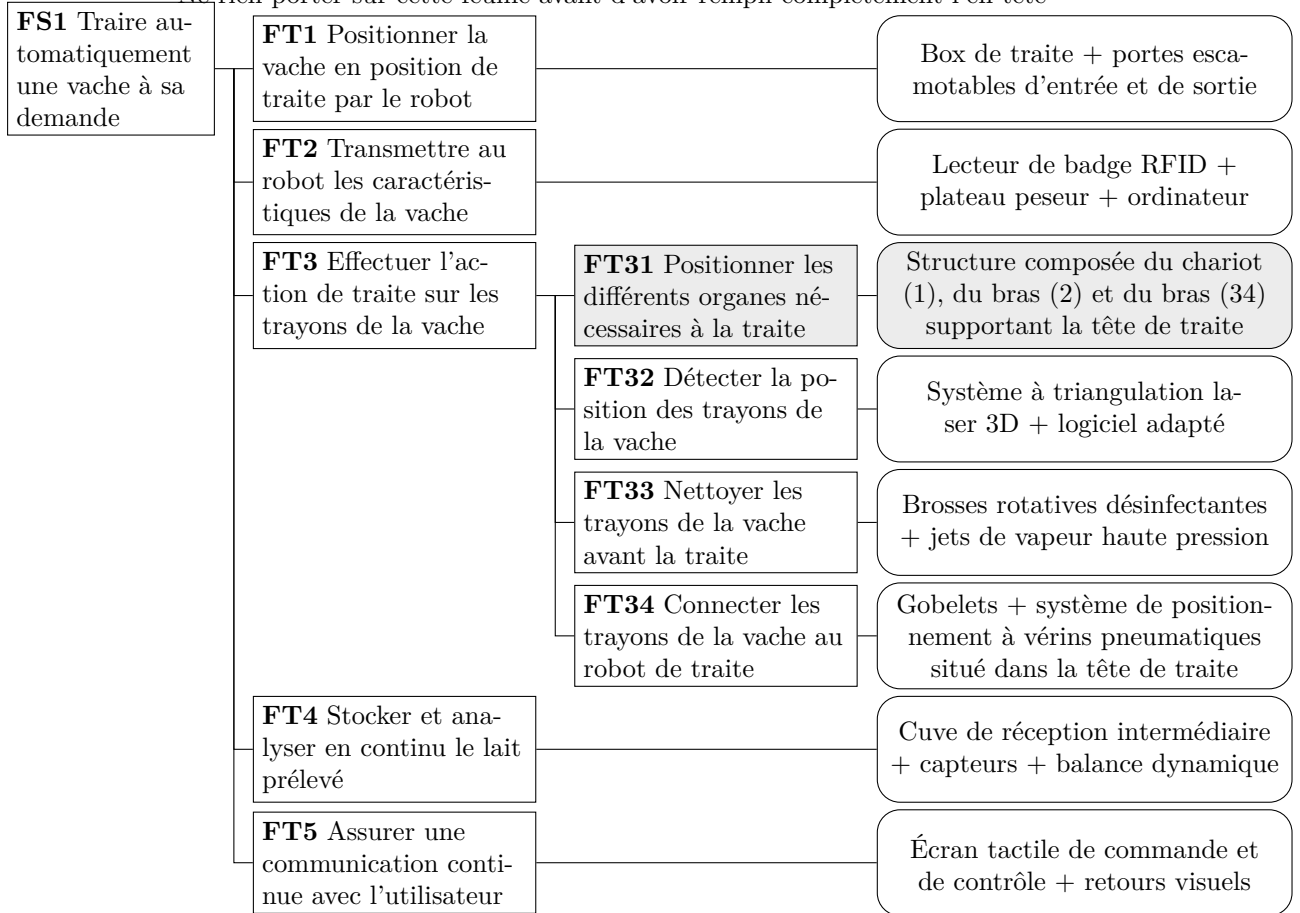 Ne rien porter sur cette feuille avant d'avoir rempli complètement l'en-tête
FS1 Traire au-
tomatiquement
une vache à sa
demande
FT1 Positionner la
vache en position de
traite par le robot
Box de traite + portes esca-
motables d'entrée et de sortie
FT2 Transmettre au
robot les caractéris-
tiques de la vache
Lecteur de badge RFID +
plateau peseur + ordinateur
FT3 Effectuer l'ac-
tion de traite sur les
trayons de la vache
FT31 Positionner les
différents organes né-
cessaires à la traite
Structure composée du chariot
(1), du bras (2) et du bras (34)
supportant la tête de traite
FT32 Détecter la po-
sition des trayons de
la vache
Système à triangulation la-
ser 3D + logiciel adapté
FT33 Nettoyer les
trayons de la vache
avant la traite
Brosses rotatives désinfectantes
+ jets de vapeur haute pression
FT34 Connecter les
trayons de la vache au
robot de traite
Gobelets + système de position-
nement à vérins pneumatiques
situé dans la tête de traite
FT4 Stocker et ana-
lyser en continu le lait
prélevé
Cuve de réception intermédiaire
+ capteurs + balance dynamique
FT5 Assurer une
communication conti-
nue avec l'utilisateur
Écran tactile de commande et
de contrôle + retours visuels